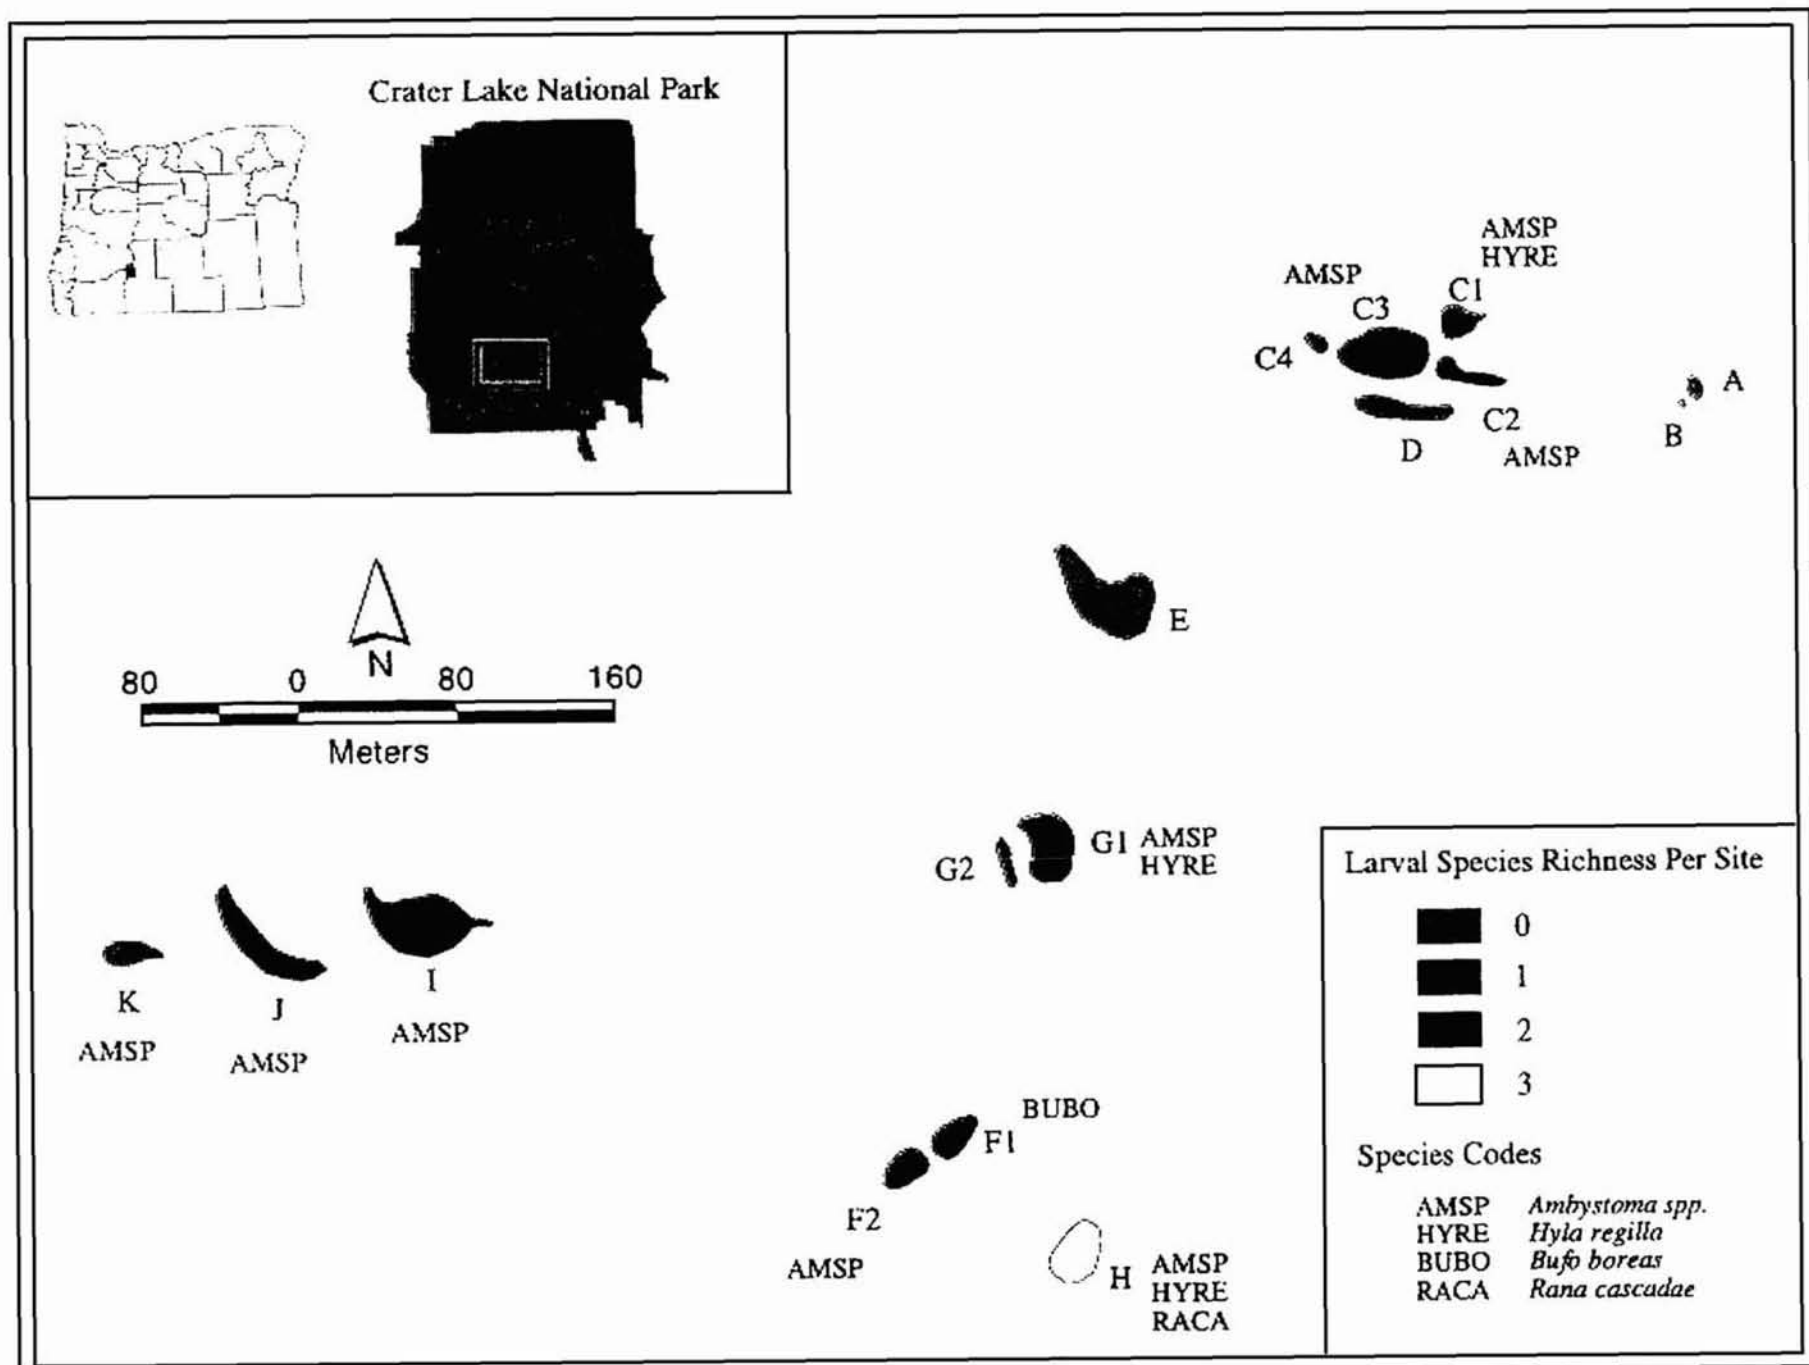 Crater Lake National Park
AMSP
HYRE
AMSP
C1
C3
C4
A
C2
B
D
AMSP
E
N
80 0 80 160
Meters
G1 AMSP
HYRE
G2
Larval Species Richness Per Site
0
1
2
3
I
K
J
AMSP
AMSP
AMSP
BUBO
F1
F2
AMSP
H AMSP
HYRE
RACA
Species Codes
AMSP Ambystoma spp.
HYRE Hyla regilla
BUBO Bufo boreas
RACA Rana cascadae